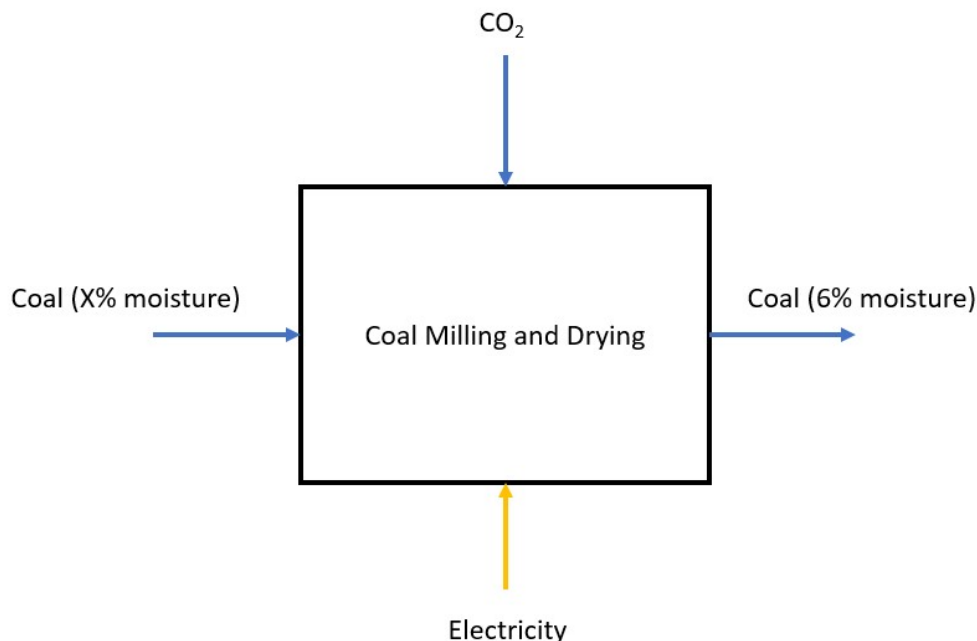 CO₂
Coal (X% moisture)
Coal (6% moisture)
Coal Milling and Drying
Electricity